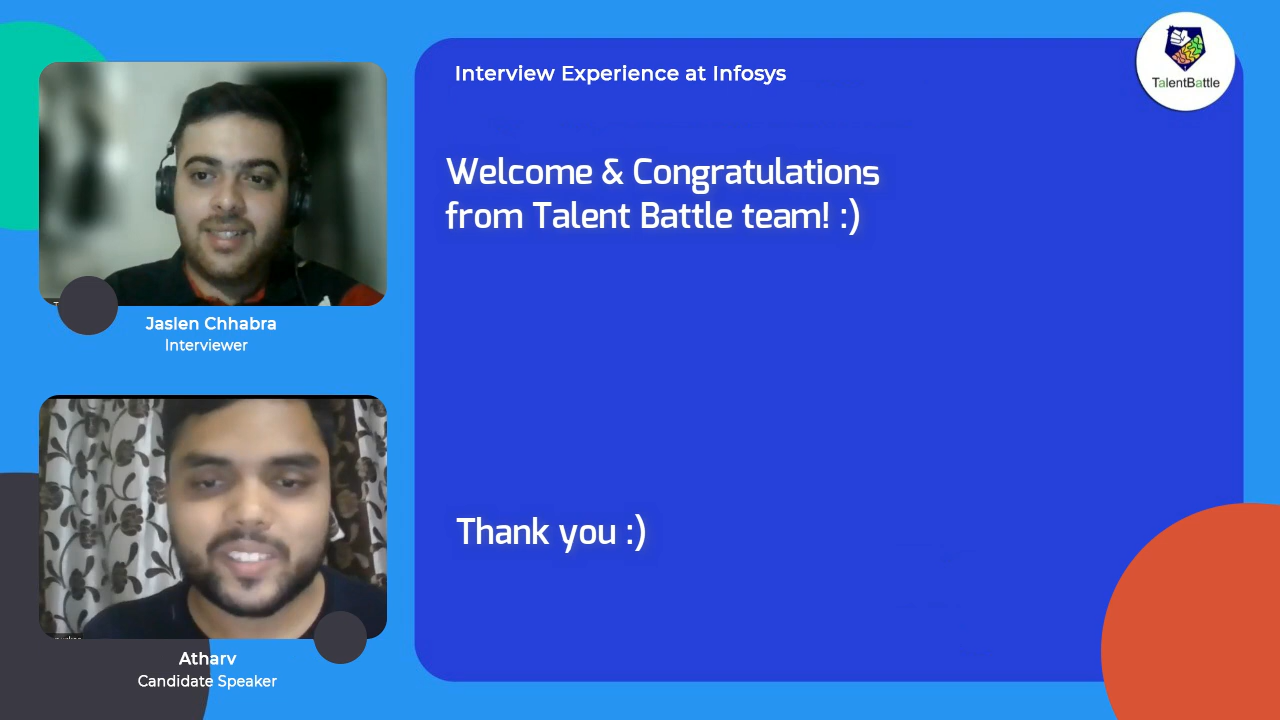 Interview Experience at Infosys
TalentBattle
Welcome & Congratulations
from Talent Battle team! :)
Jaslen Chhabra
Interviewer
Thank you :)
Atharv
Candidate Speaker